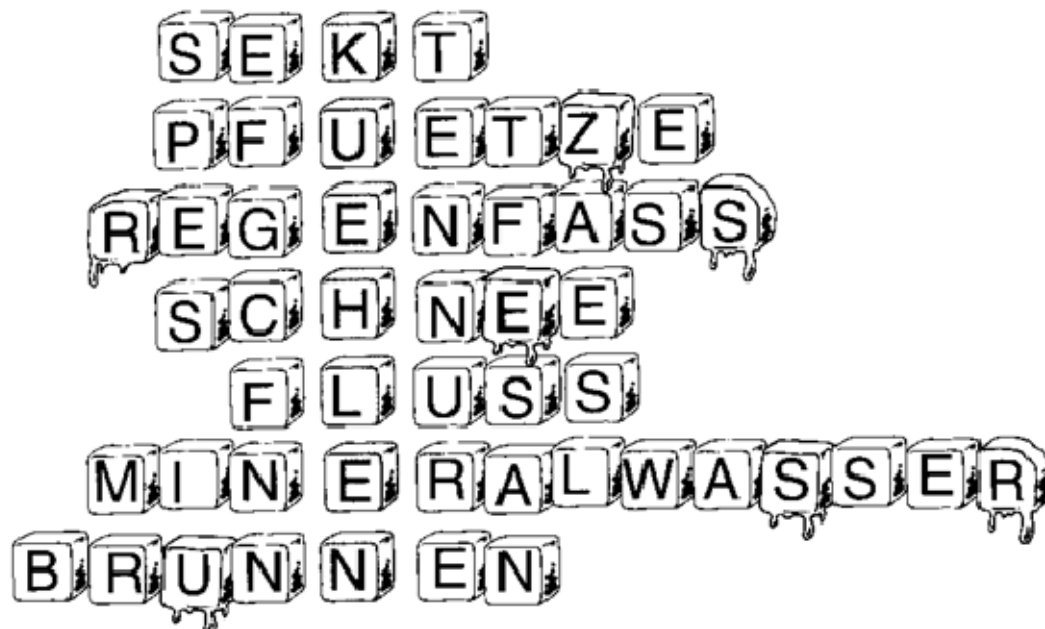 SEKT
PFUETZE
REGENFASS
SCHNEE
FLUSS
MINERALWASSER
BRUNNEN